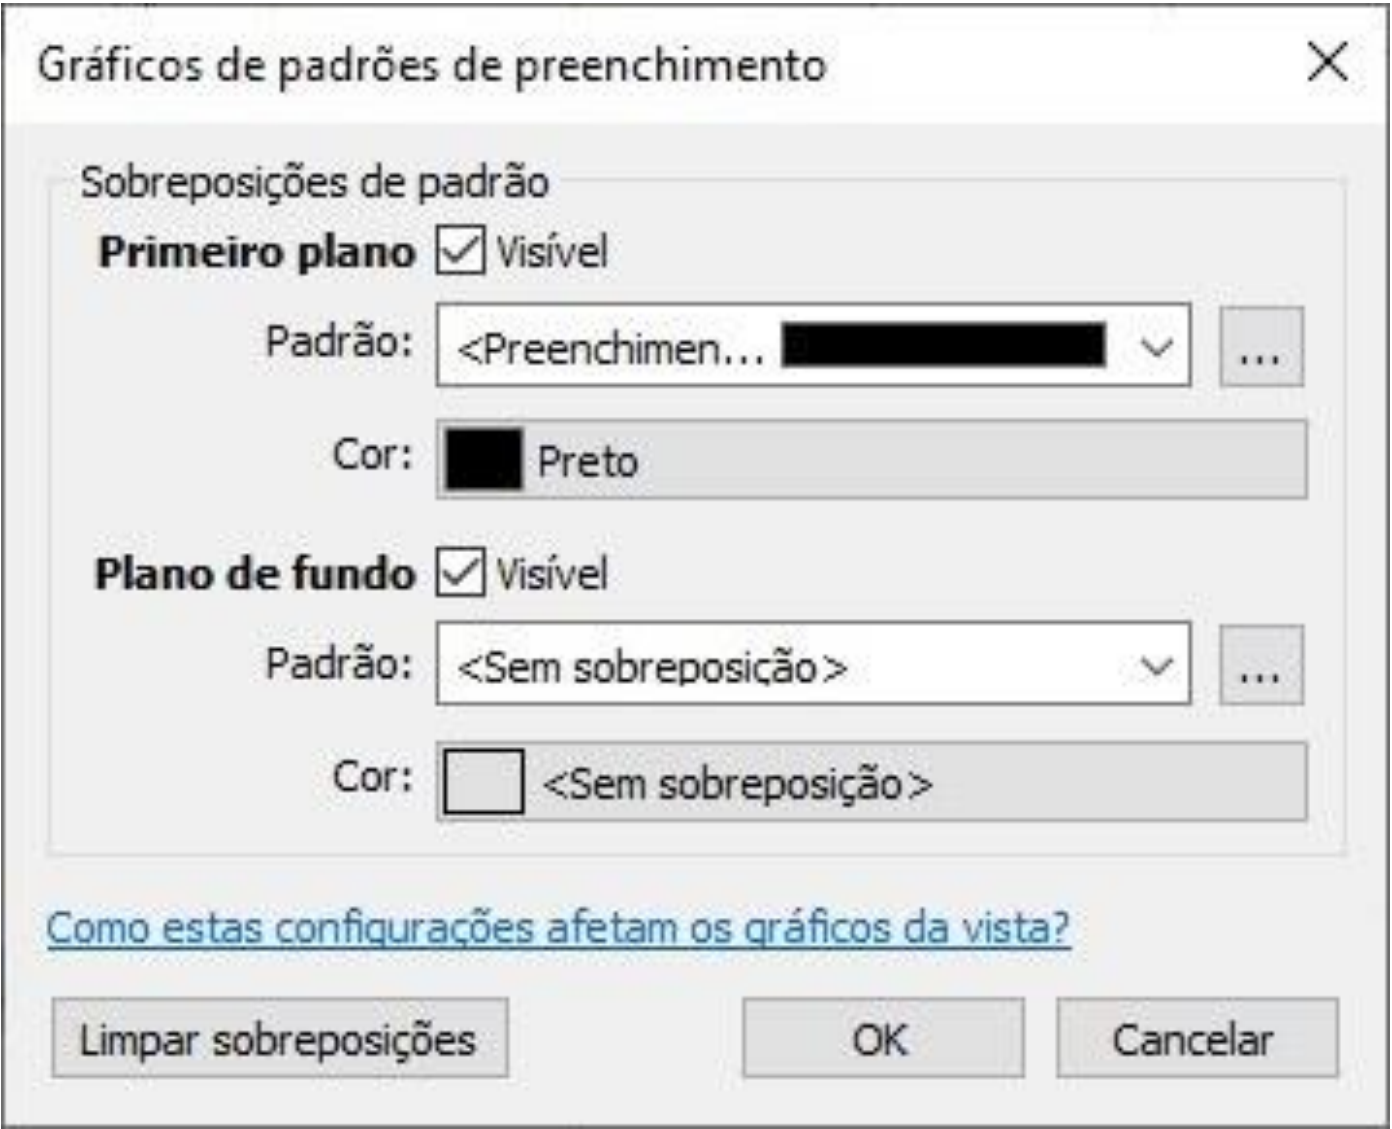 Gráficos de padrões de preenchimento
Sobreposições de padrão
Primeiro plano Visível
Padrão: <Preenchimen... ...
Cor: Preto
Plano de fundo Visível
Padrão: <Sem sobreposição> ...
Cor: <Sem sobreposição>
Como estas configurações afetam os gráficos da vista?
Limpar sobreposições OK Cancelar